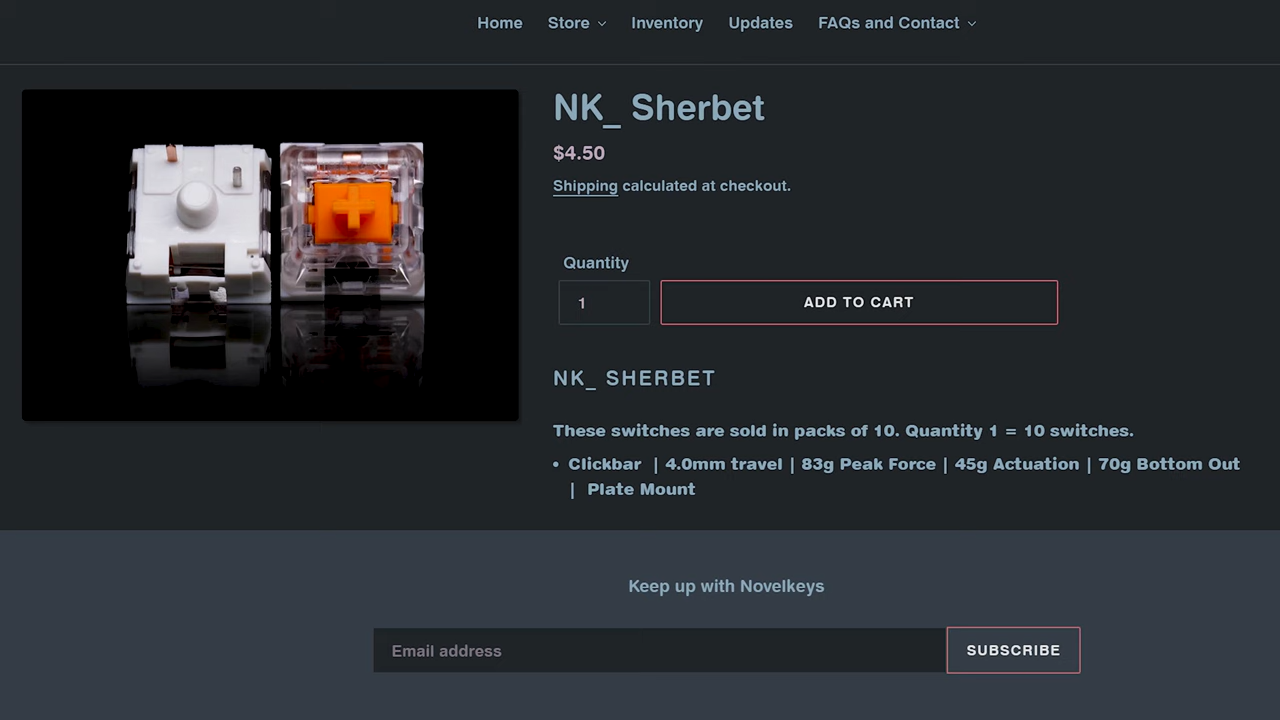 Home Store Inventory Updates FAQs and Contact
NK_ Sherbet
$4.50
Shipping calculated at checkout.
Quantity
1 ADD TO CART
NK_ SHERBET
These switches are sold in packs of 10. Quantity 1 = 10 switches.
• Clickbar | 4.0mm travel | 83g Peak Force | 45g Actuation | 70g Bottom Out
| Plate Mount
Keep up with Novelkeys
Email address SUBSCRIBE